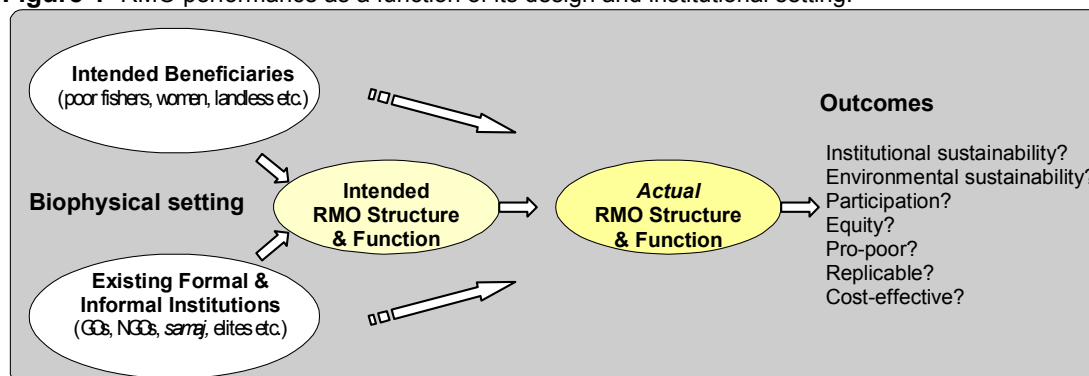 Figure 1 RMO performance as a function of its design and institutional setting.
Intended Beneficiaries
(poor fishers, women, landless etc.)
Biophysical setting
Existing Formal &
Informal Institutions
(GOs, NGOs, samaj, elites etc.)
Intended
RMO Structure
& Function
Actual
RMO Structure
& Function
Outcomes
Institutional sustainability?
Environmental sustainability?
Participation?
Equity?
Pro-poor?
Replicable?
Cost-effective?